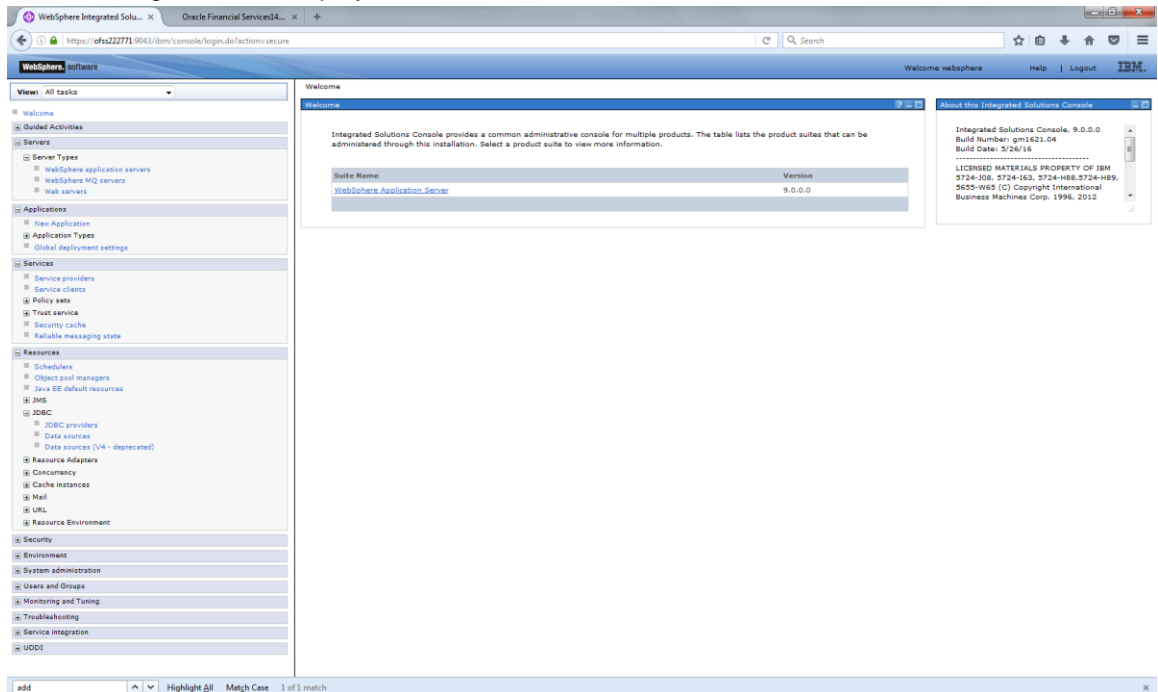 WebSphere Integrated Solu... ×
Oracle Financial Services14... ×
https://ofss222771:9043/ibm/console/login.do?action=secure
Search
WebSphere. software
Welcome websphere Help | Logout IBM.
View: All tasks
Welcome
Guided Activities
Servers
Server Types
WebSphere application servers
WebSphere MQ servers
Web servers
Applications
New Application
Application Types
Global deployment settings
Services
Service providers
Service clients
Policy sets
Trust service
Security cache
Reliable messaging state
Resources
Schedulers
Object pool managers
Java EE default resources
JMS
JDBC
JDBC providers
Data sources
Data sources (V4 - deprecated)
Resource Adapters
Concurrency
Cache instances
Mail
URL
Resource Environment
Security
Environment
System administration
Users and Groups
Monitoring and Tuning
Troubleshooting
Service integration
UDDI
Welcome
Welcome
Integrated Solutions Console provides a common administrative console for multiple products. The table lists the product suites that can be
administered through this installation. Select a product suite to view more information.
Suite Name Version
WebSphere Application Server 9.0.0.0
About this Integrated Solutions Console
Integrated Solutions Console, 9.0.0.0
Build Number: gm1621.04
Build Date: 5/26/16
----------------------------------------
LICENSED MATERIALS PROPERTY OF IBM
5724-J08, 5724-I63, 5724-H88,5724-H89,
5655-W65 (C) Copyright International
Business Machines Corp. 1996, 2012
add Highlight All Match Case 1 of 1 match